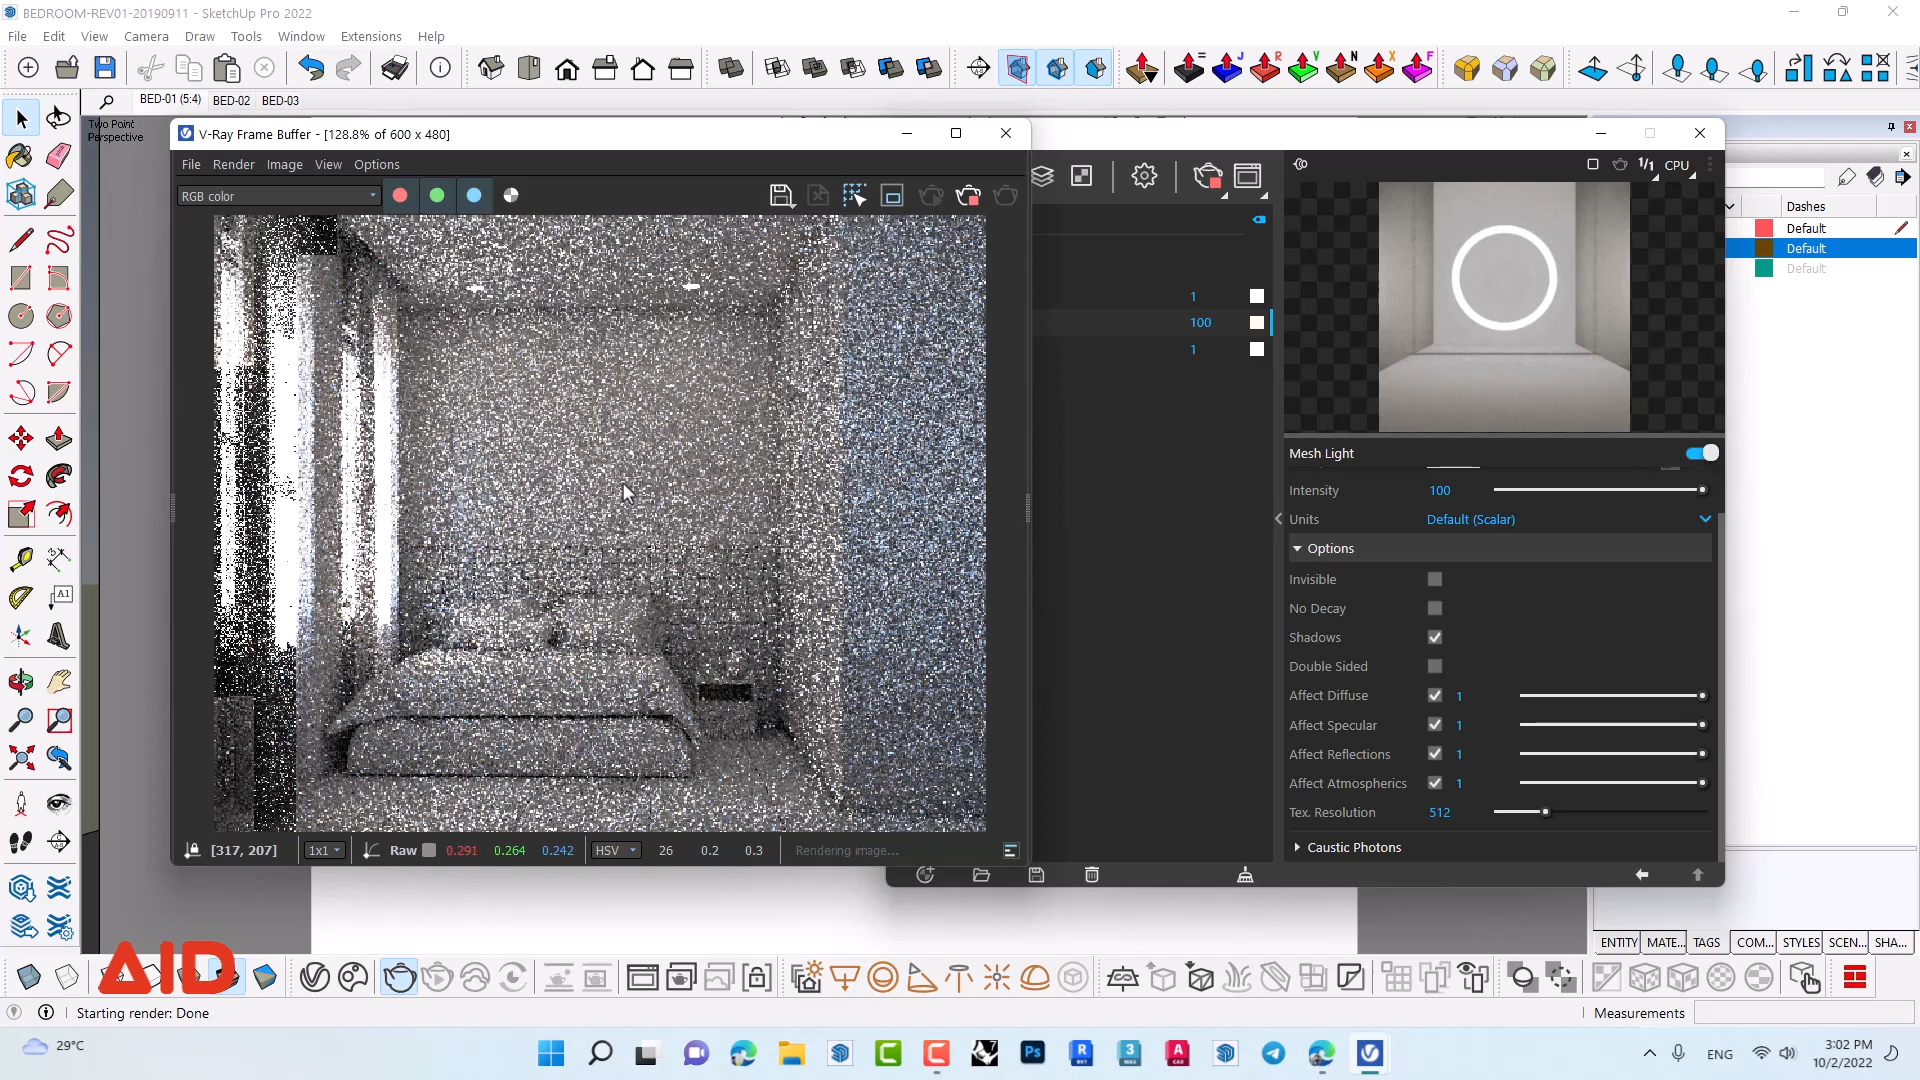 BEDROOM-REV01-20190911 - SketchUp Pro 2022
File Edit View Camera Draw Tools Window Extensions Help
BED-01 (5:4) BED-02 BED-03
Two Point
Perspective
V-Ray Frame Buffer - [128.8% of 600 x 480]
File Render Image View Options
RGB color
1/1 CPU
Dashes
Default
Default
Default
1
100
1
Mesh Light
Intensity 100
Units Default (Scalar)
Options
Invisible
No Decay
Shadows
Double Sided
Affect Diffuse 1
Affect Specular 1
Affect Reflections 1
Affect Atmospherics 1
Tex. Resolution 512
Caustic Photons
[317, 207] 1x1 Raw 0.291 0.264 0.242 HSV 26 0.2 0.3 Rendering image...
ENTITY MATE... TAGS COM... STYLES SCEN... SHA...
AID
Starting render: Done
Measurements
29°C
ENG
3:02 PM
10/2/2022